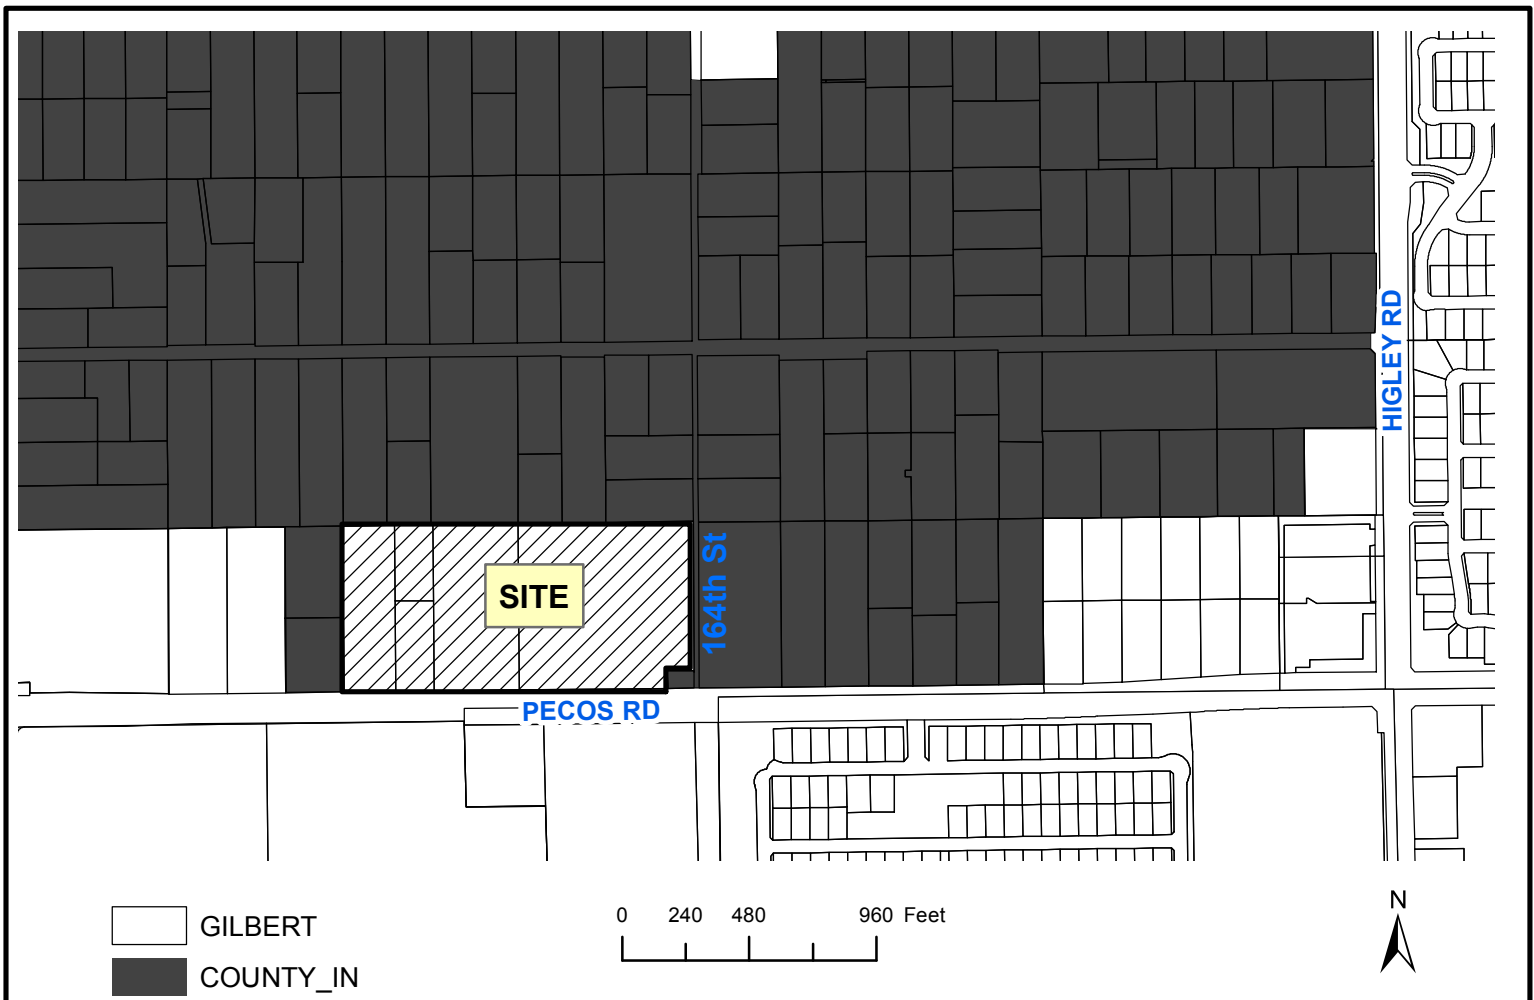 HIGLEY RD
164th St
SITE
PECOS RD
GILBERT
COUNTY_IN
0 240 480 960 Feet
N